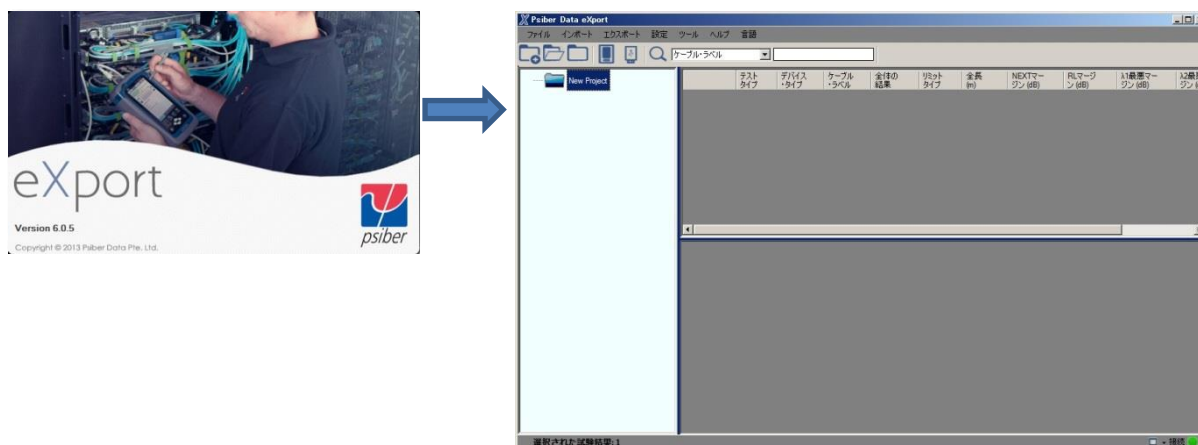 eXport
Version 6.0.5
Copyright © 2013 Psiber Data Pte. Ltd.
psiber
Psiber Data eXport
ファイル インポート エクスポート 設定 ツール ヘルプ 言語
ケーブル・ラベル
New Project
テスト タイプ
デバイス ・タイプ
ケーブル ・ラベル
全体の 結果
リミット タイプ
全長 (m)
NEXTマー ジン (dB)
RLマージ ン (dB)
λ1最悪マー ジン (dB)
選択された試験結果: 1
接続